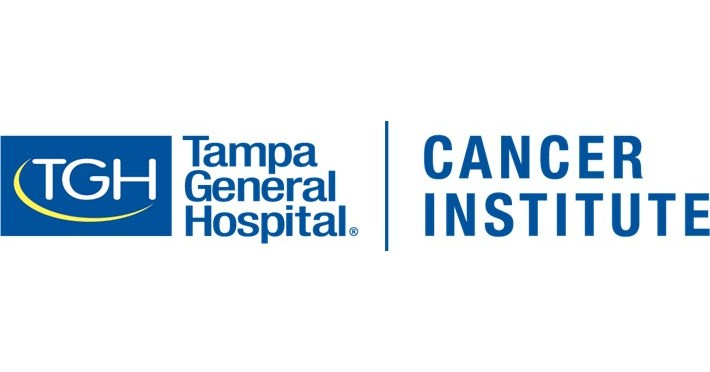 TGH
Tampa
General
Hospital®
CANCER
INSTITUTE